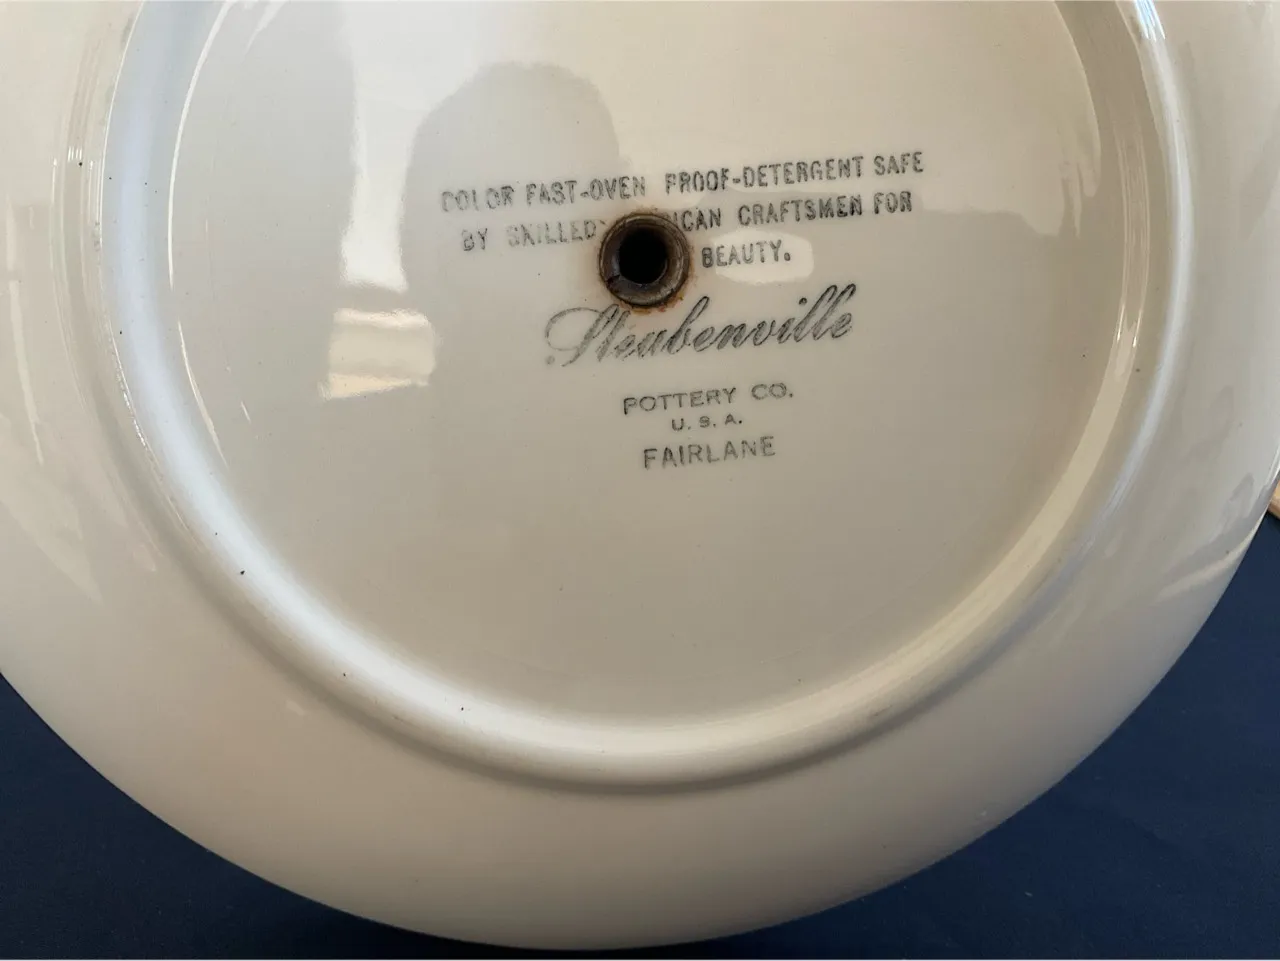 COLOR FAST-OVEN PROOF-DETERGENT SAFE
BY SKILLED CRAFTSMEN FOR
BEAUTY.
Steubenville
POTTERY CO.
U. S. A.
FAIRLANE